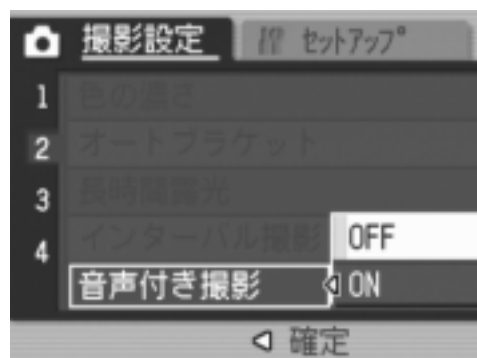 撮影設定 セットアップ
1 色の濃さ
2 オートブラケット
3 長時間露光
4 インターバル撮影 OFF
音声付き撮影 ON
確定